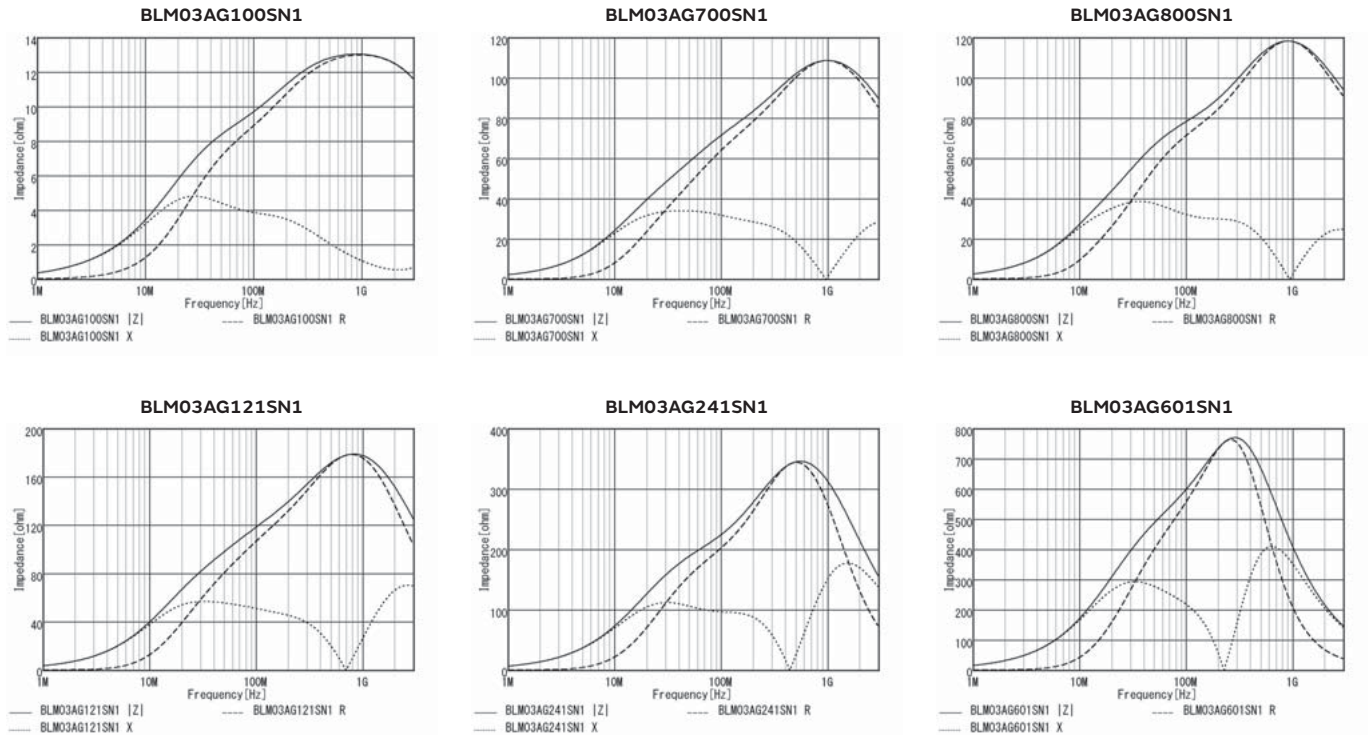 BLM03AG100SN1
14
12
10
8
6
4
2
0
Impedance[ohm]
1M 10M 100M 1G
Frequency[Hz]
BLM03AG100SN1 |Z| BLM03AG100SN1 R
BLM03AG100SN1 X
BLM03AG700SN1
120
100
80
60
40
20
0
Impedance[ohm]
1M 10M 100M 1G
Frequency[Hz]
BLM03AG700SN1 |Z| BLM03AG700SN1 R
BLM03AG700SN1 X
BLM03AG800SN1
120
100
80
60
40
20
0
Impedance[ohm]
1M 10M 100M 1G
Frequency[Hz]
BLM03AG800SN1 |Z| BLM03AG800SN1 R
BLM03AG800SN1 X
BLM03AG121SN1
200
160
120
80
40
0
Impedance[ohm]
1M 10M 100M 1G
Frequency[Hz]
BLM03AG121SN1 |Z| BLM03AG121SN1 R
BLM03AG121SN1 X
BLM03AG241SN1
400
300
200
100
0
Impedance[ohm]
1M 10M 100M 1G
Frequency[Hz]
BLM03AG241SN1 |Z| BLM03AG241SN1 R
BLM03AG241SN1 X
BLM03AG601SN1
800
700
600
500
400
300
200
100
0
Impedance[ohm]
1M 10M 100M 1G
Frequency[Hz]
BLM03AG601SN1 |Z| BLM03AG601SN1 R
BLM03AG601SN1 X